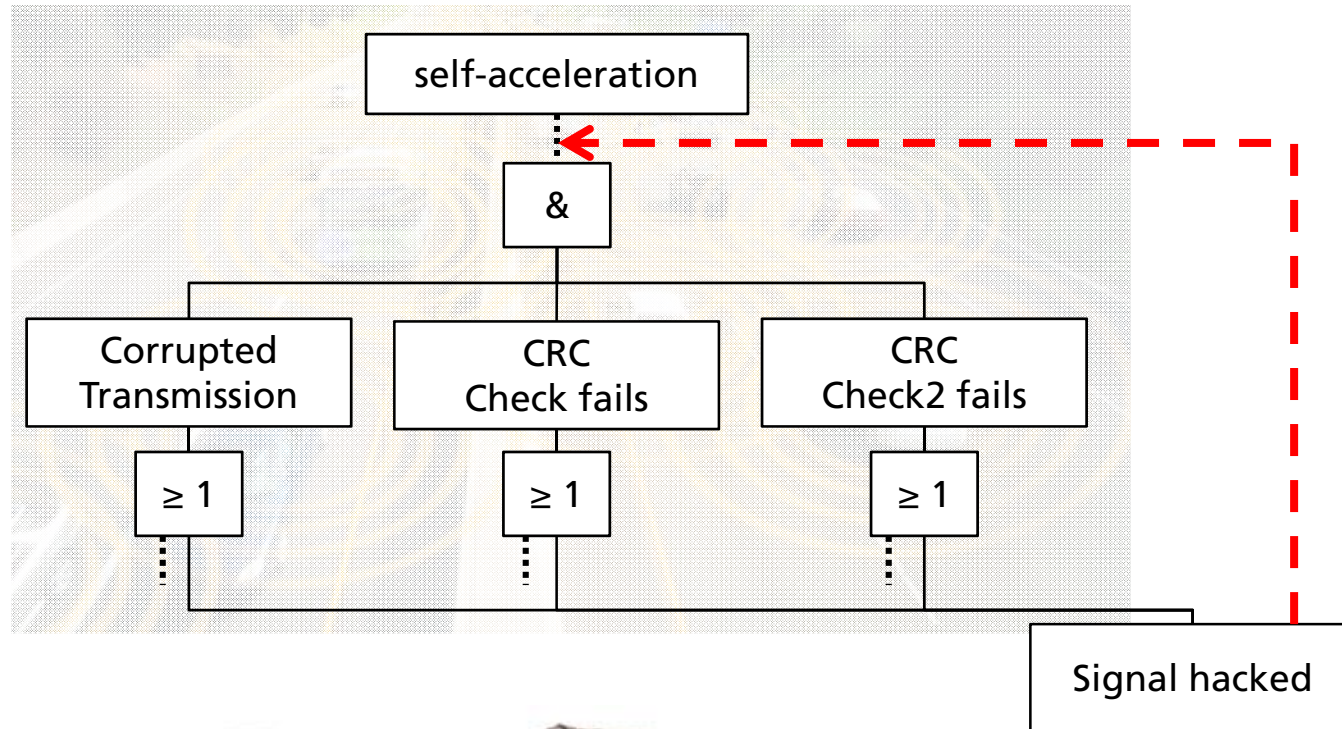 self-acceleration
&
Corrupted
Transmission
CRC
Check fails
CRC
Check2 fails
≥ 1
≥ 1
≥ 1
Signal hacked